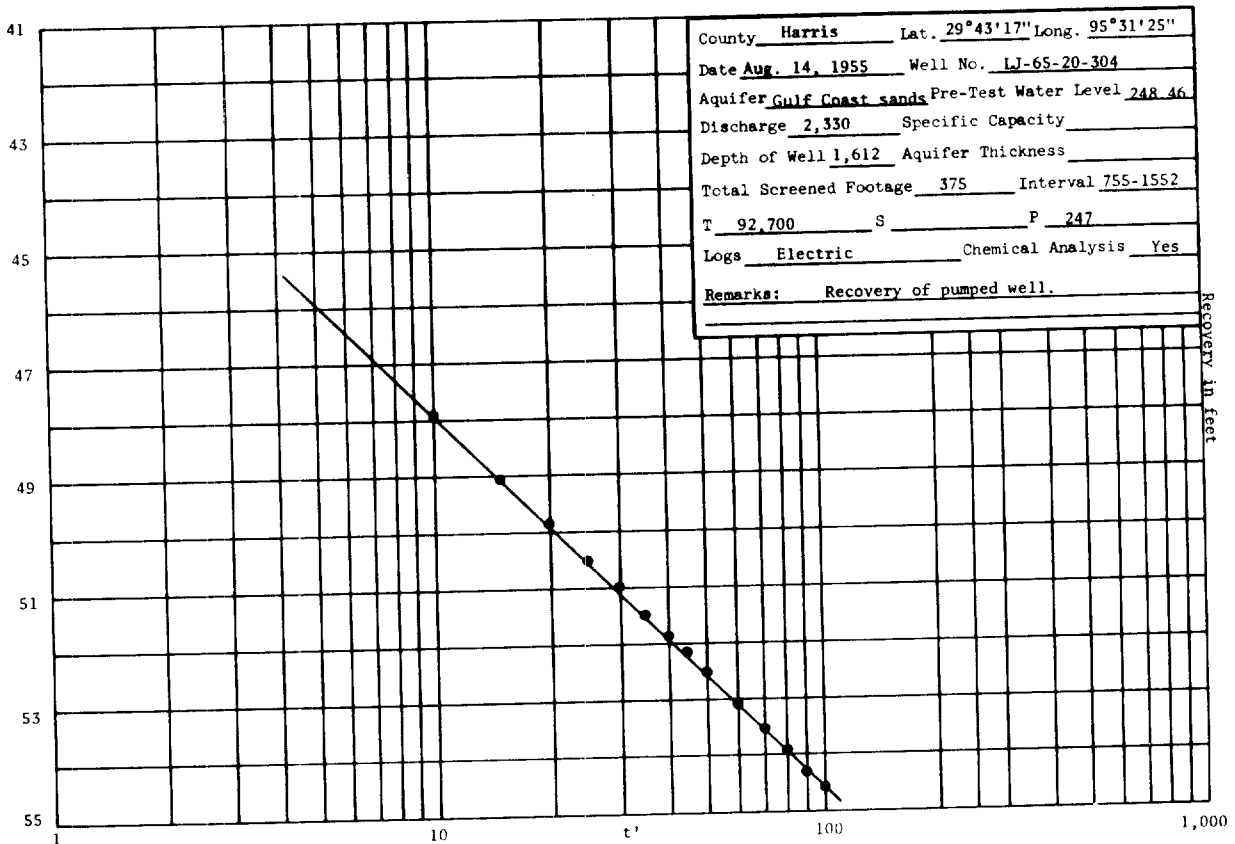 41
43
45
47
49
51
53
55
1
10
t'
100
1,000
County Harris Lat. 29°43'17" Long. 95°31'25"
Date Aug. 14, 1955 Well No. LJ-65-20-304
Aquifer Gulf Coast sands Pre-Test Water Level 248.46
Discharge 2,330 Specific Capacity
Depth of Well 1,612 Aquifer Thickness
Total Screened Footage 375 Interval 755-1552
T 92,700 S P 247
Logs Electric Chemical Analysis Yes
Remarks: Recovery of pumped well.
Recovery in feet